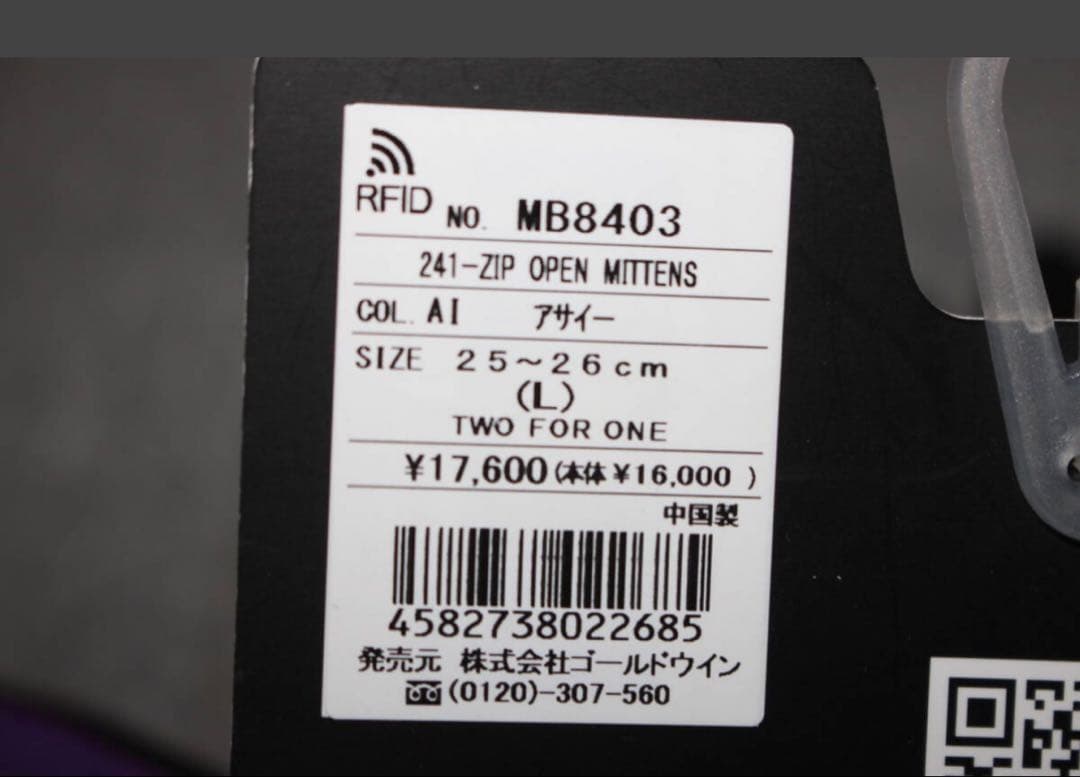 RFID NO. MB8403
241-ZIP OPEN MITTENS
COL. AI アサイー
SIZE 25~26cm
(L)
TWO FOR ONE
¥17,600(本体¥16,000 )
中国製
4582738022685
発売元 株式会社ゴールドウイン
(0120)-307-560